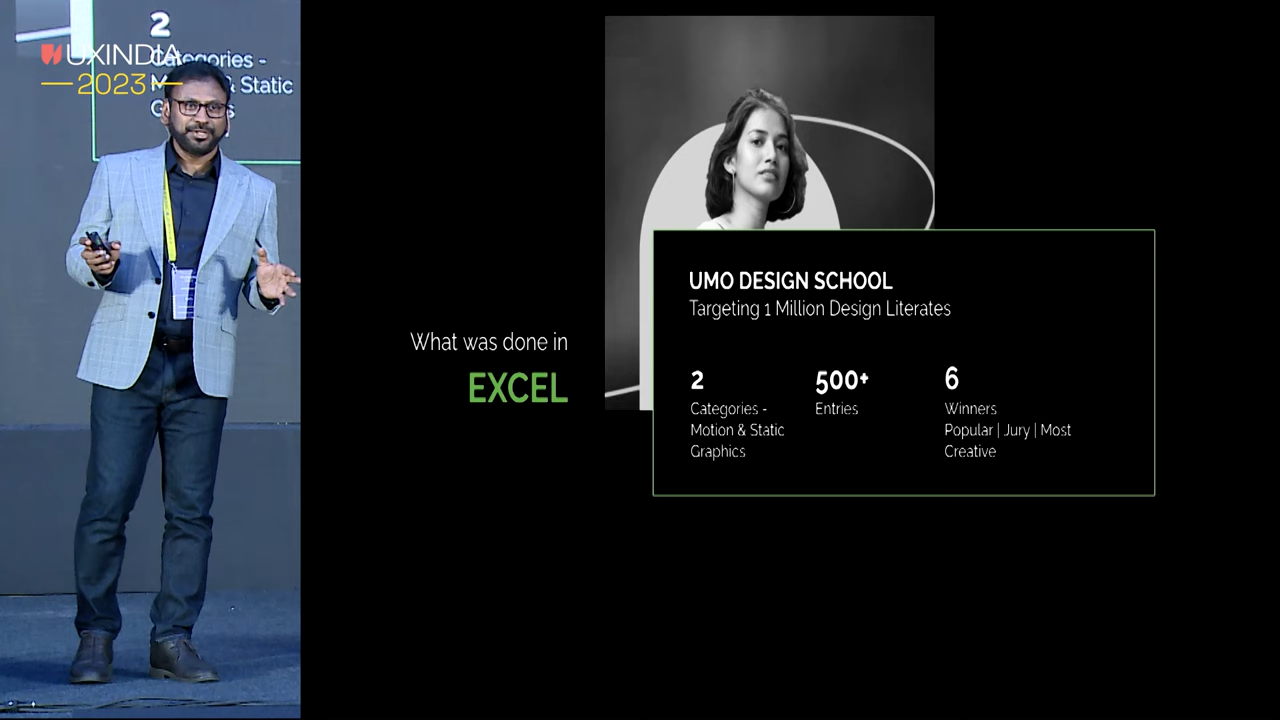 2
UXINDIA
Categories -
2023
& Static
What was done in
EXCEL
UMO DESIGN SCHOOL
Targeting 1 Million Design Literates
2
Categories -
Motion & Static
Graphics
500+
Entries
6
Winners
Popular | Jury | Most
Creative